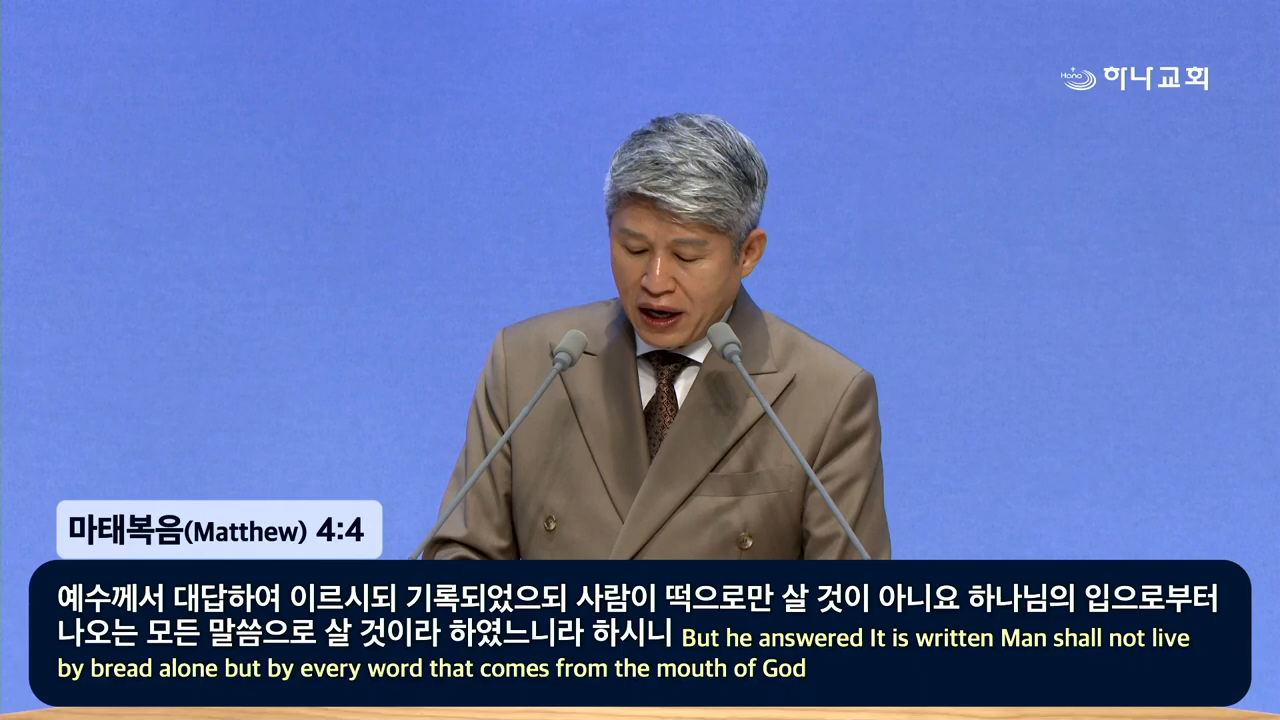 Hana 하나교회
마태복음(Matthew) 4:4
예수께서 대답하여 이르시되 기록되었으되 사람이 떡으로만 살 것이 아니요 하나님의 입으로부터
나오는 모든 말씀으로 살 것이라 하였느니라 하시니 But he answered It is written Man shall not live
by bread alone but by every word that comes from the mouth of God